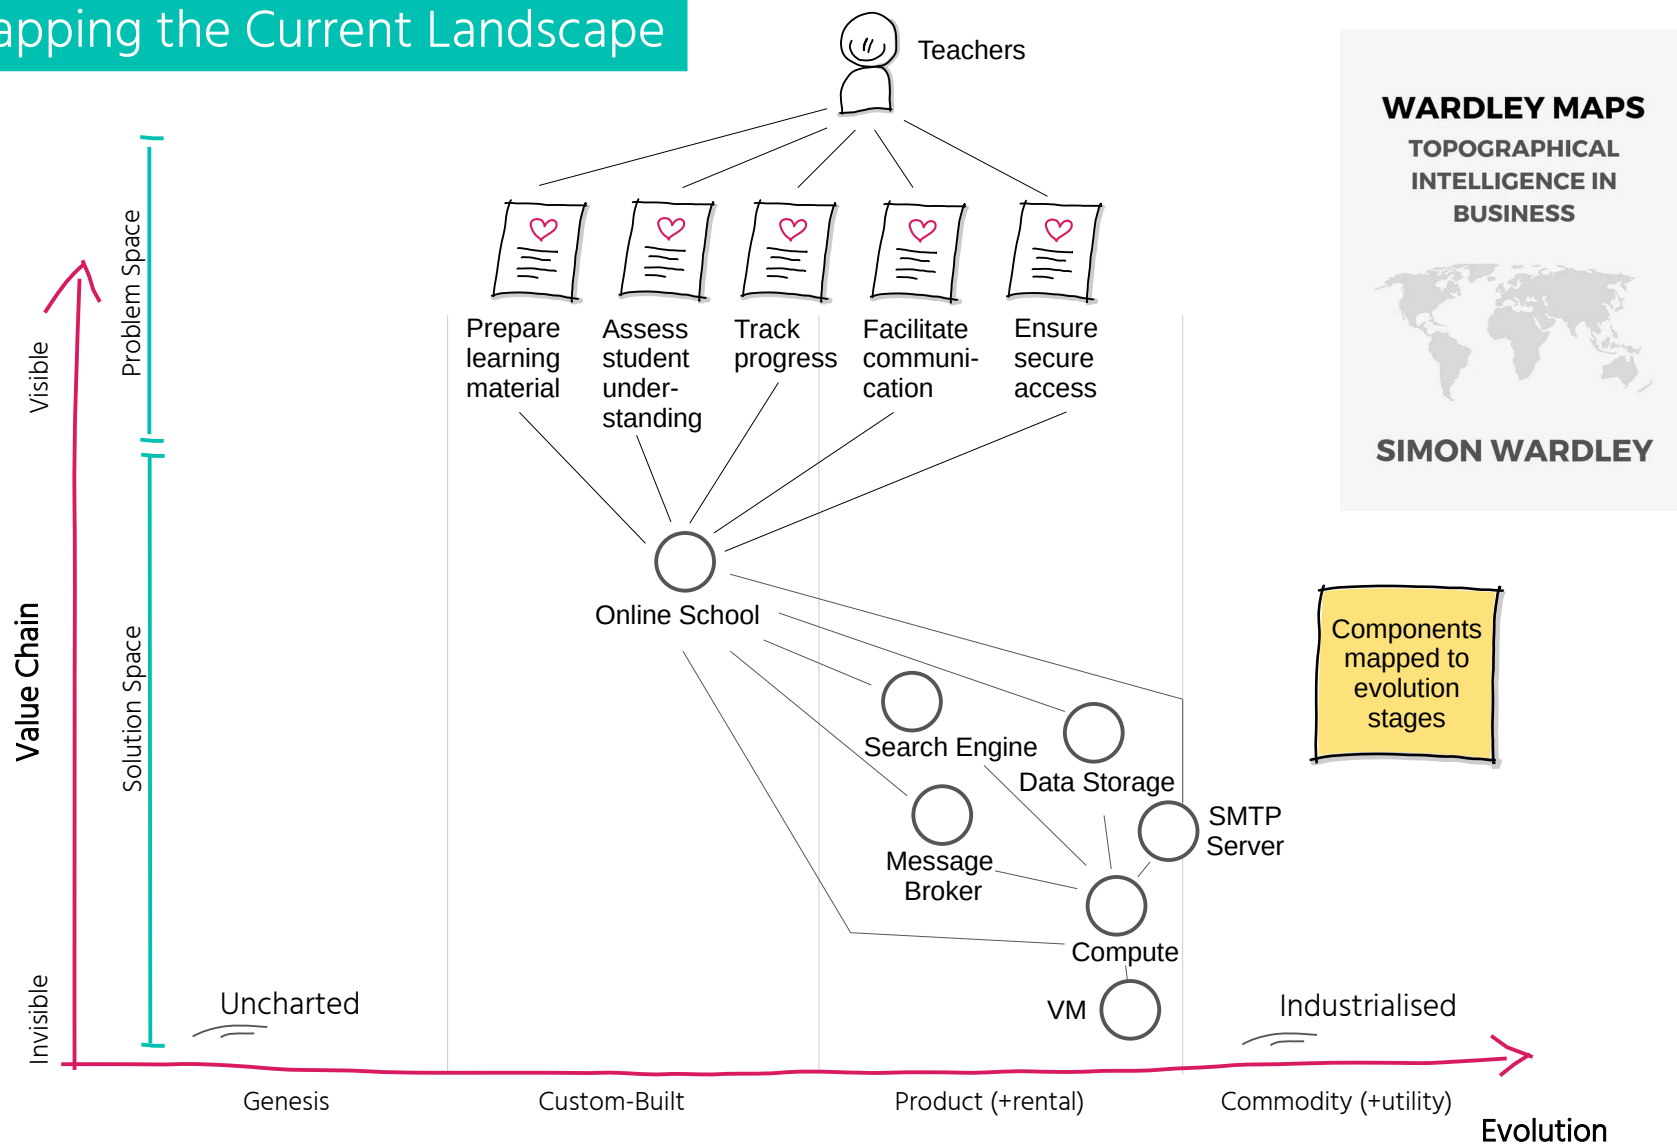 apping the Current Landscape
Teachers
WARDLEY MAPS
TOPOGRAPHICAL
INTELLIGENCE IN
BUSINESS
SIMON WARDLEY
Problem Space
Visible
Prepare
learning
material
Assess
student
under-
standing
Track
progress
Facilitate
communi-
cation
Ensure
secure
access
Online School
Components
mapped to
evolution
stages
Value Chain
Solution Space
Search Engine
Data Storage
SMTP
Server
Message
Broker
Compute
VM
Invisible
Uncharted
Industrialised
Genesis
Custom-Built
Product (+rental)
Commodity (+utility)
Evolution